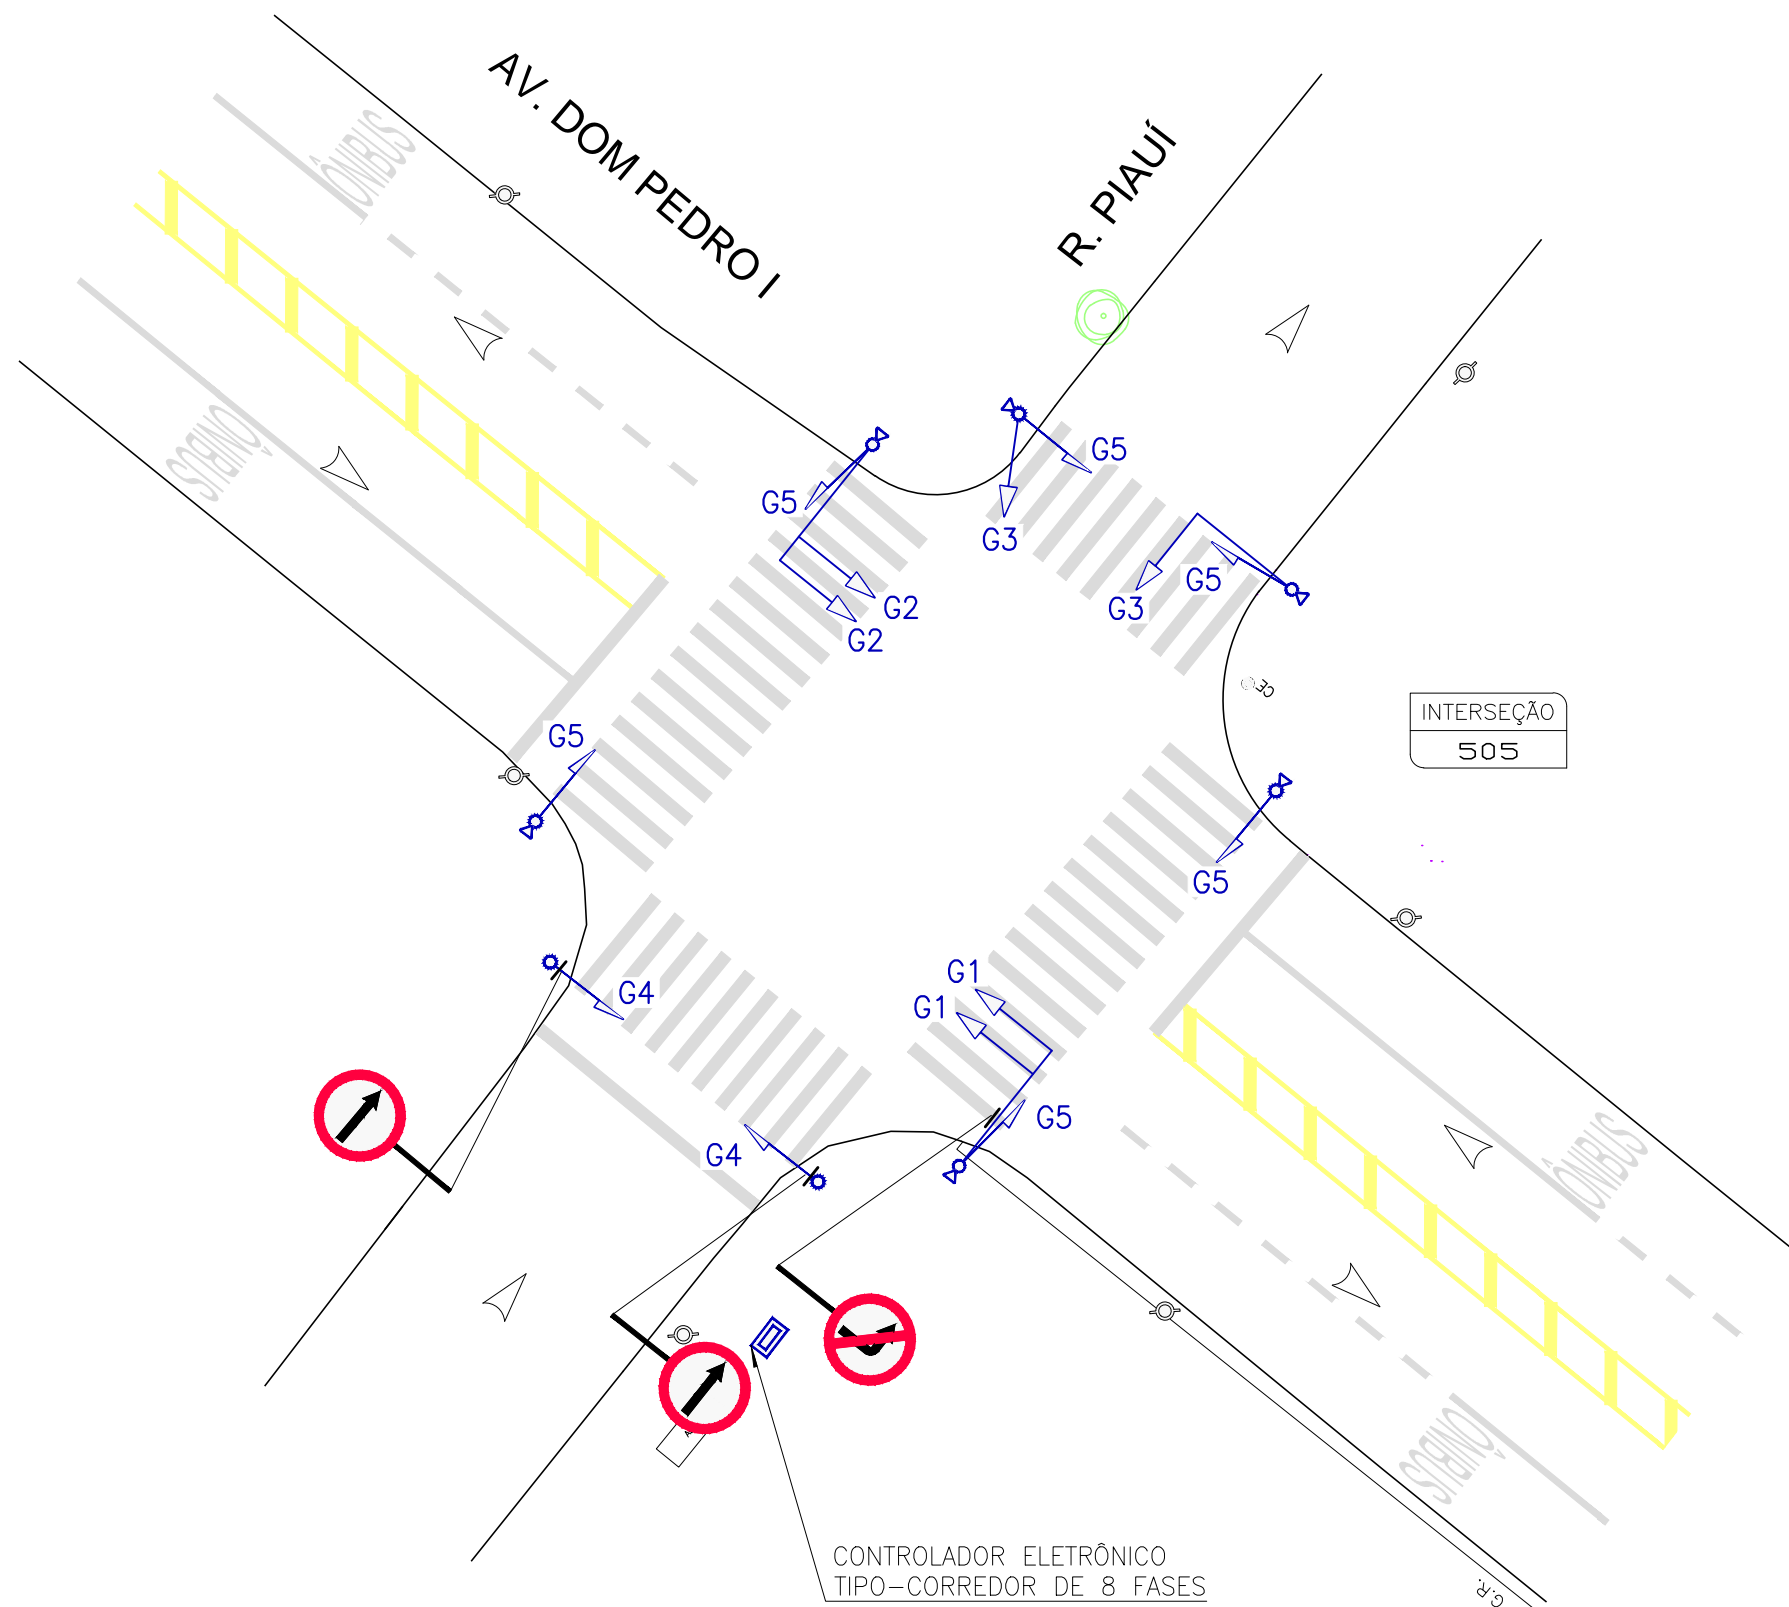 AV. DOM PEDRO I
R. PIAUÍ
ÔNIBUS
ÔNIBUS
G5
G5
G3
G5
G3
G2
G2
G5
CE
INTERSEÇÃO
505
G5
G1
G1
G4
G5
G4
ÔNIBUS
ÔNIBUS
CONTROLADOR ELETRÔNICO
TIPO-CORREDOR DE 8 FASES
G.R.